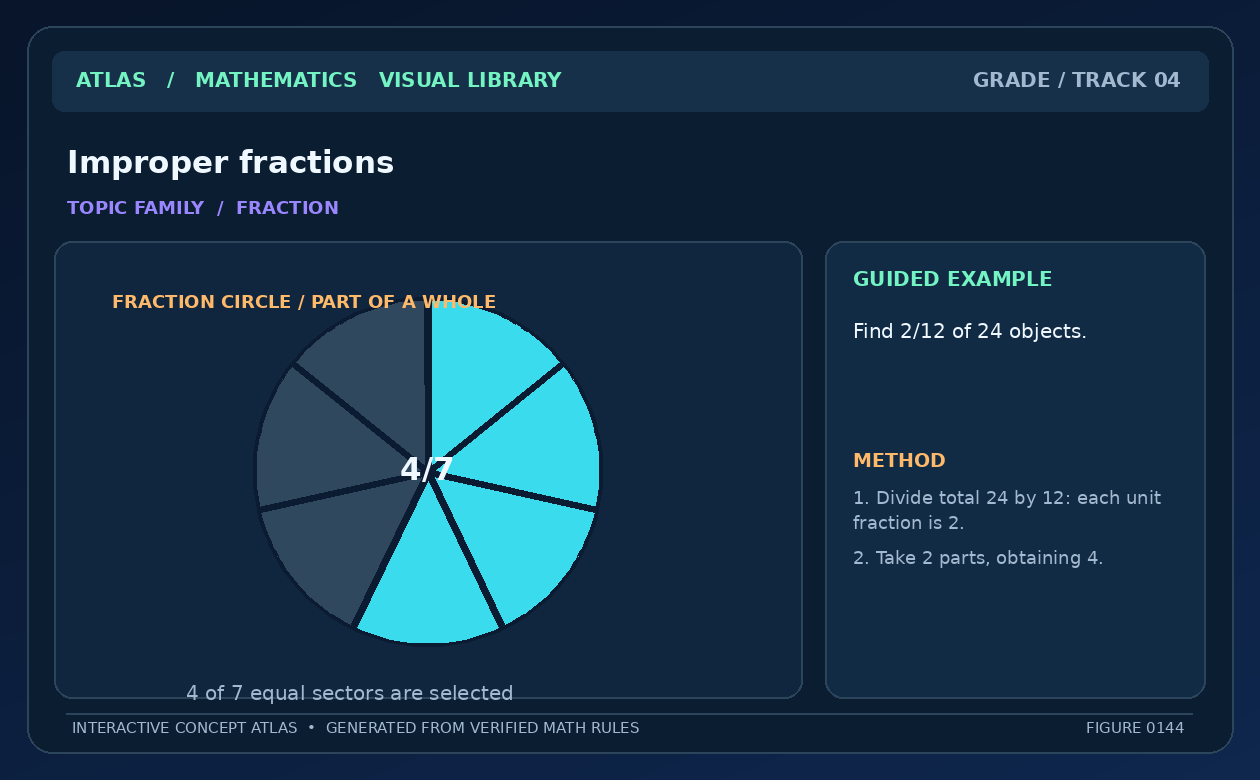 ATLAS / MATHEMATICS VISUAL LIBRARY
GRADE / TRACK 04
Improper fractions
TOPIC FAMILY / FRACTION
FRACTION CIRCLE / PART OF A WHOLE
4/7
4 of 7 equal sectors are selected
GUIDED EXAMPLE
Find 2/12 of 24 objects.
METHOD
1. Divide total 24 by 12: each unit
fraction is 2.
2. Take 2 parts, obtaining 4.
INTERACTIVE CONCEPT ATLAS • GENERATED FROM VERIFIED MATH RULES
FIGURE 0144